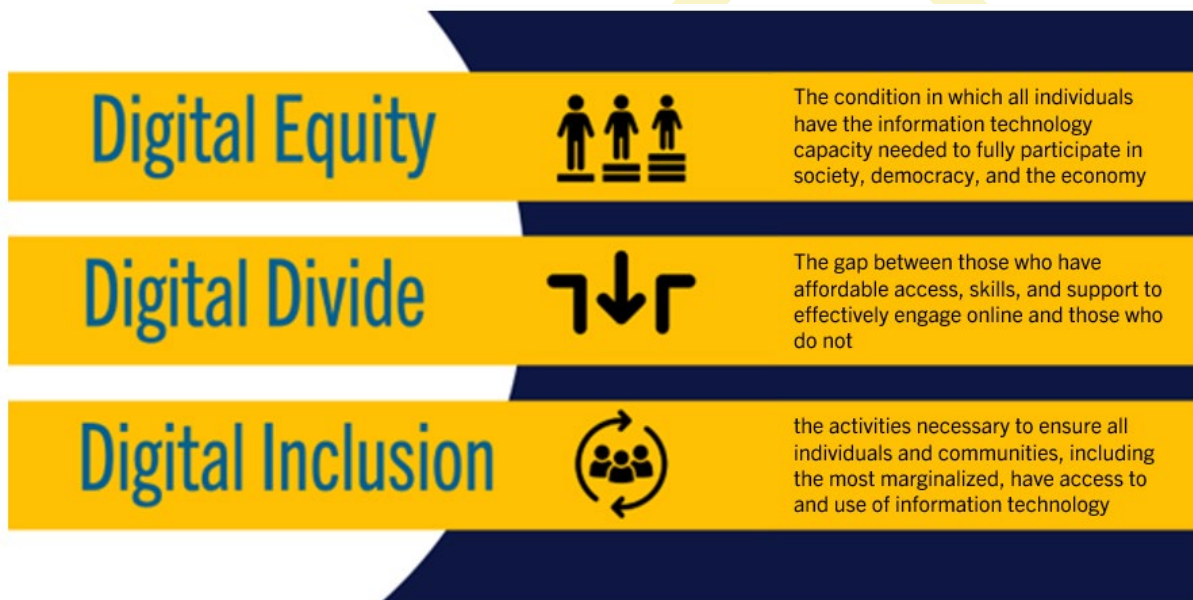 Digital Equity
The condition in which all individuals
have the information technology
capacity needed to fully participate in
society, democracy, and the economy
Digital Divide
The gap between those who have
affordable access, skills, and support to
effectively engage online and those who
do not
Digital Inclusion
the activities necessary to ensure all
individuals and communities, including
the most marginalized, have access to
and use of information technology